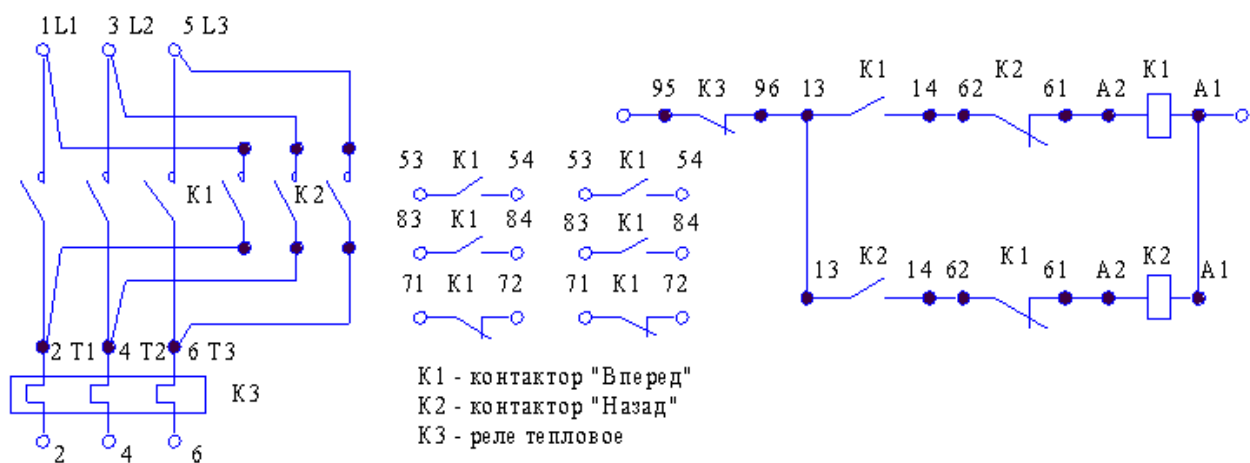 1L1 3 L2 5 L3
K1 K2 K1
95 K3 96 13 14 62 61 A2 A1
53 K1 54 53 K1 54
K1 K2
83 K1 84 83 K1 84
K2 K1 K2
13 14 62 61 A2 A1
71 K1 72 71 K1 72
2 T1 4 T2 6 T3
K3
К1 - контактор "Вперед"
К2 - контактор "Назад"
К3 - реле тепловое
2 4 6